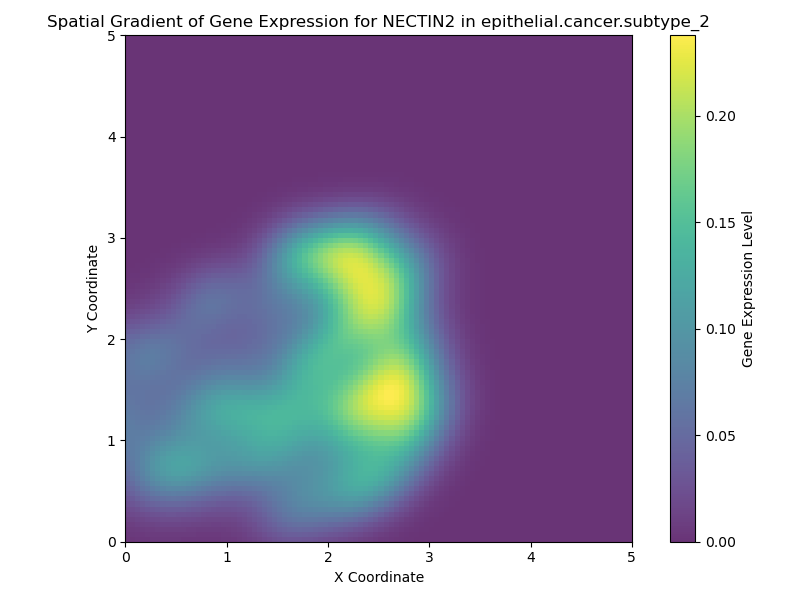 Spatial Gradient of Gene Expression for NECTIN2 in epithelial.cancer.subtype_2
5
4
3
2
1
0
Y Coordinate
0 1 2 3 4 5
X Coordinate
0.20
0.15
0.10
0.05
0.00
Gene Expression Level